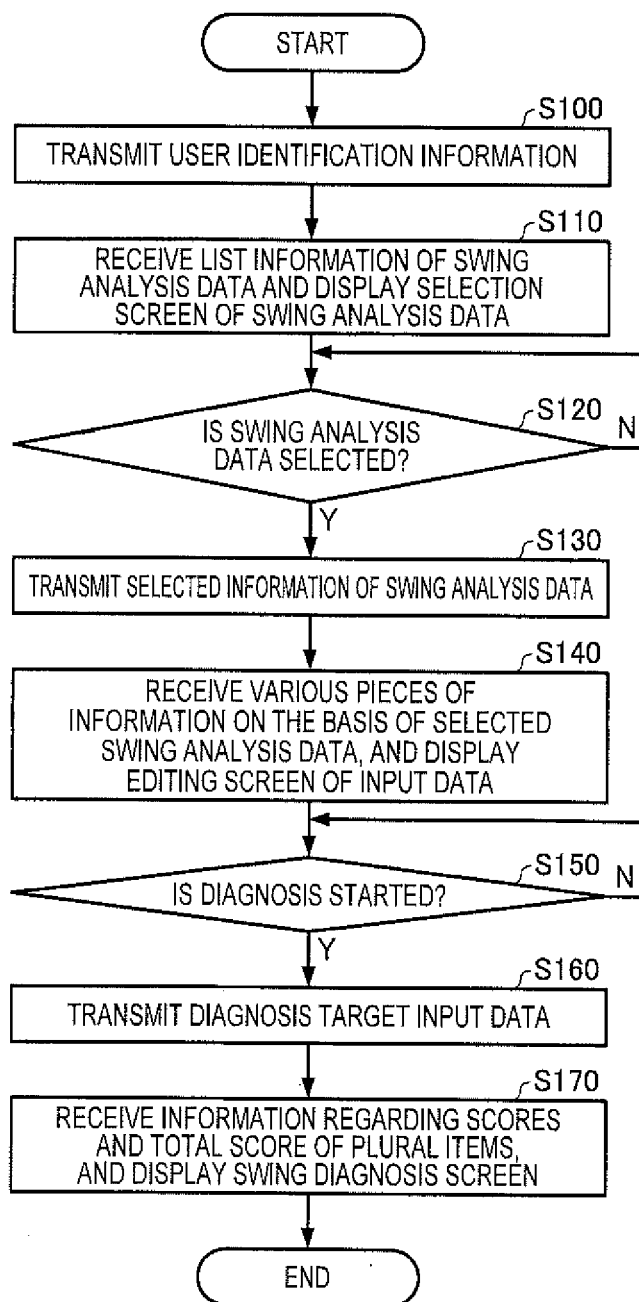 START
S100
TRANSMIT USER IDENTIFICATION INFORMATION
S110
RECEIVE LIST INFORMATION OF SWING
ANALYSIS DATA AND DISPLAY SELECTION
SCREEN OF SWING ANALYSIS DATA
S120
IS SWING ANALYSIS
DATA SELECTED?
N
Y
S130
TRANSMIT SELECTED INFORMATION OF SWING ANALYSIS DATA
S140
RECEIVE VARIOUS PIECES OF
INFORMATION ON THE BASIS OF SELECTED
SWING ANALYSIS DATA, AND DISPLAY
EDITING SCREEN OF INPUT DATA
S150
IS DIAGNOSIS STARTED?
N
Y
S160
TRANSMIT DIAGNOSIS TARGET INPUT DATA
S170
RECEIVE INFORMATION REGARDING SCORES
AND TOTAL SCORE OF PLURAL ITEMS,
AND DISPLAY SWING DIAGNOSIS SCREEN
END